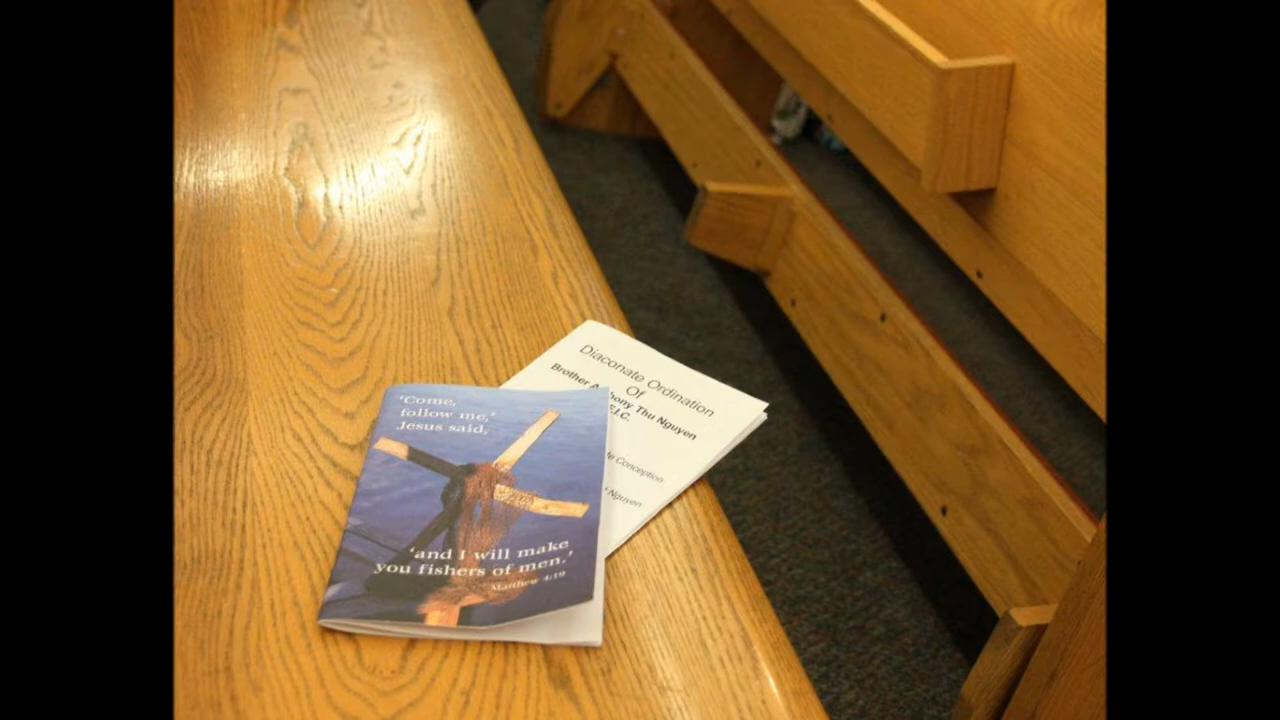 'Come,
follow me,'
Jesus said,
'and I will make
you fishers of men.'
Matthew 4:19
Diaconate Ordination
Of
Brother
Thu Nguyen
Conception
Nguyen